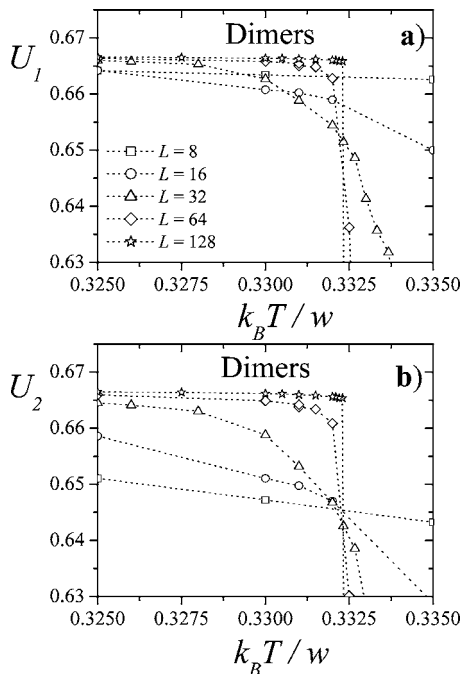 Dimers
a)
U₁
0.67
0.66
0.65
0.64
0.63
L = 8
L = 16
L = 32
L = 64
L = 128
0.3250 0.3275 0.3300 0.3325 0.3350
k_B T / w
Dimers
b)
U₂
0.67
0.66
0.65
0.64
0.63
0.3250 0.3275 0.3300 0.3325 0.3350
k_B T / w